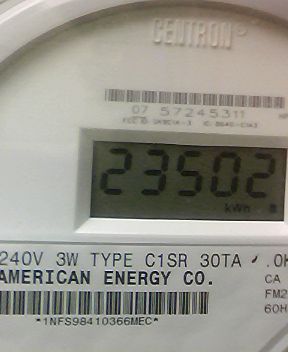 CENTRON
07 57245311
23502
kWh
240V 3W TYPE C1SR 30TA
AMERICAN ENERGY CO.
CA
FM2
60H
*1NFS98410366MEC*